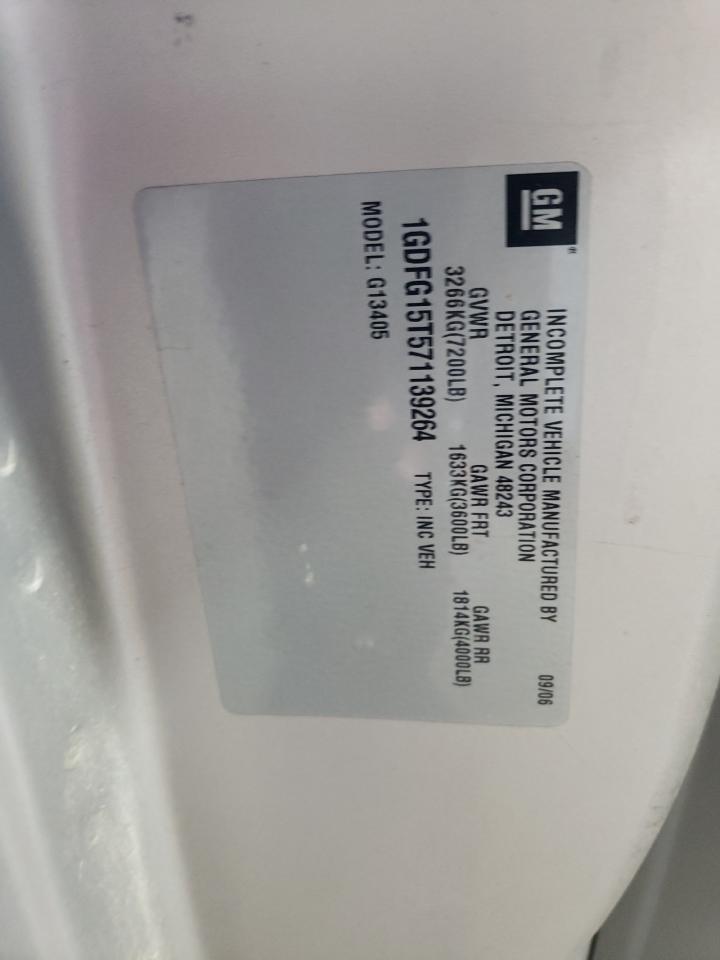 GM®
INCOMPLETE VEHICLE MANUFACTURED BY 09/06
GENERAL MOTORS CORPORATION
DETROIT, MICHIGAN 48243
GVWR GAWR FRT GAWR RR
3266KG(7200LB) 1633KG(3600LB) 1814KG(4000LB)
1GDFG15T571139264 TYPE: INC VEH
MODEL: G13405